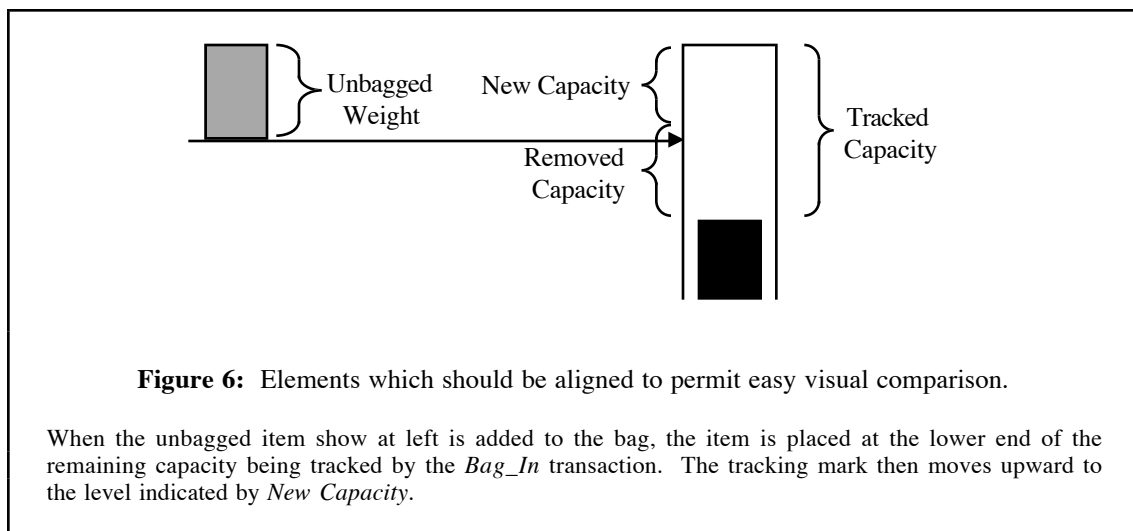 Unbagged
Weight
New Capacity
Removed
Capacity
Tracked
Capacity
Figure 6: Elements which should be aligned to permit easy visual comparison.
When the unbagged item show at left is added to the bag, the item is placed at the lower end of the
remaining capacity being tracked by the Bag_In transaction. The tracking mark then moves upward to
the level indicated by New Capacity.